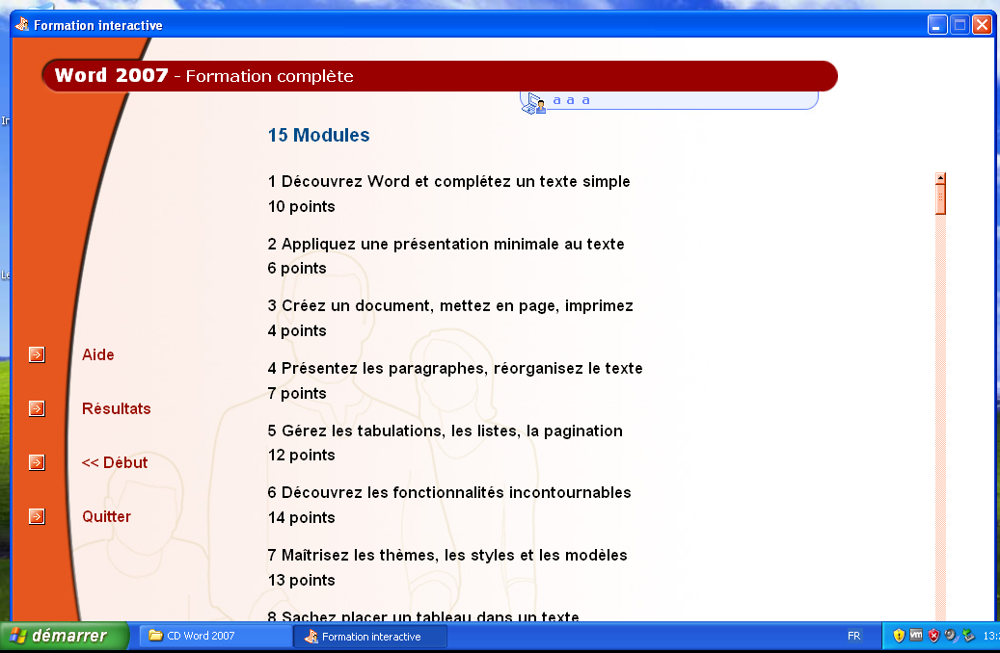 Formation interactive
Word 2007 - Formation complète
a a a
15 Modules
1 Découvrez Word et complétez un texte simple
10 points
2 Appliquez une présentation minimale au texte
6 points
3 Créez un document, mettez en page, imprimez
4 points
4 Présentez les paragraphes, réorganisez le texte
7 points
5 Gérez les tabulations, les listes, la pagination
12 points
6 Découvrez les fonctionnalités incontournables
14 points
7 Maîtrisez les thèmes, les styles et les modèles
13 points
8 Sachez placer un tableau dans un texte
Aide
Résultats
<< Début
Quitter
démarrer
CD Word 2007
Formation interactive
FR
vm